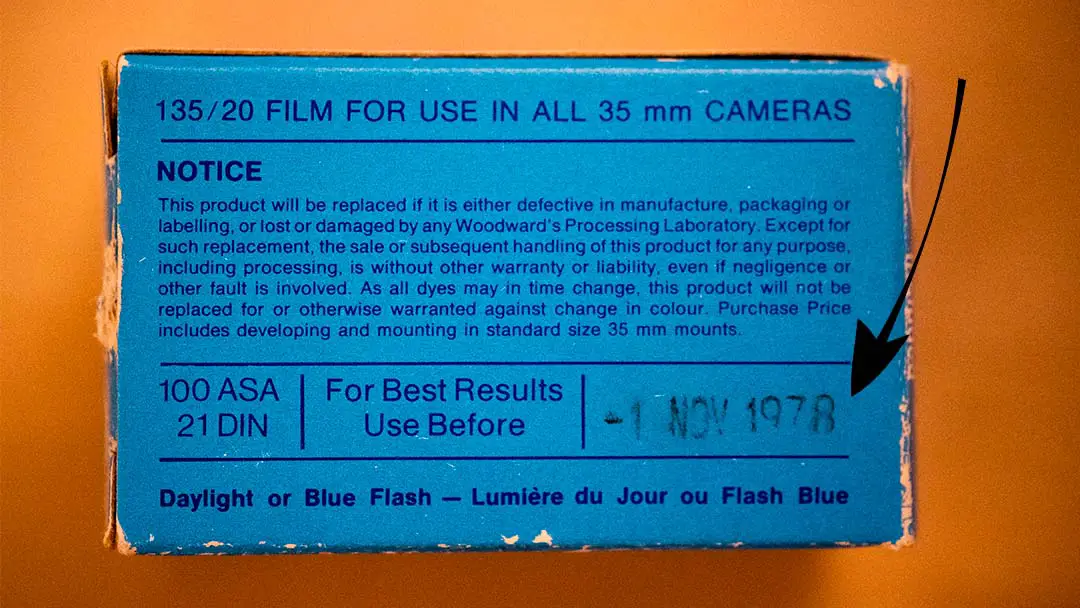 135/20 FILM FOR USE IN ALL 35 mm CAMERAS
NOTICE
This product will be replaced if it is either defective in manufacture, packaging or
labelling, or lost or damaged by any Woodward's Processing Laboratory. Except for
such replacement, the sale or subsequent handling of this product for any purpose,
including processing, is without other warranty or liability, even if negligence or
other fault is involved. As all dyes may in time change, this product will not be
replaced for or otherwise warranted against change in colour. Purchase Price
includes developing and mounting in standard size 35 mm mounts.
100 ASA
21 DIN
For Best Results
Use Before
-1 NOV 1978
Daylight or Blue Flash — Lumière du Jour ou Flash Blue